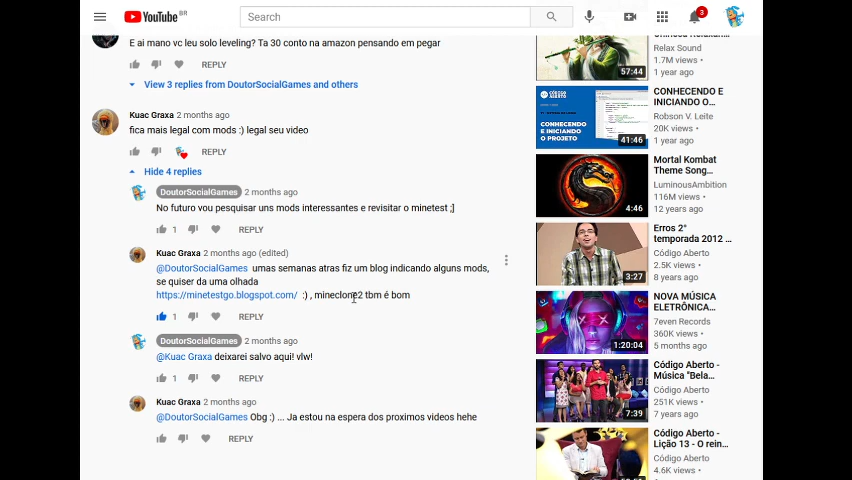 YouTube BR
Search
3
E ai mano vc leu solo leveling? Ta 30 conto na amazon pensando em pegar
REPLY
View 3 replies from DoutorSocialGames and others
Kuac Graxa 2 months ago
fica mais legal com mods :) legal seu video
REPLY
Hide 4 replies
DoutorSocialGames 2 months ago
No futuro vou pesquisar uns mods interessantes e revisitar o minetest ;]
1 REPLY
Kuac Graxa 2 months ago (edited)
@DoutorSocialGames umas semanas atras fiz um blog indicando alguns mods,
se quiser da uma olhada
https://minetestgo.blogspot.com/ :) , mineclone2 tbm é bom
1 REPLY
DoutorSocialGames 2 months ago
@Kuac Graxa deixarei salvo aqui! vlw!
1 REPLY
Kuac Graxa 2 months ago
@DoutorSocialGames Obg :) ... Ja estou na espera dos proximos videos hehe
REPLY
57:44
Relax Sound
1.7M views •
1 year ago
CÓDIGO
ABERTO
CONHECENDO
E INICIANDO
O PROJETO
41:46
CONHECENDO E
INICIANDO O...
Robson V. Leite
20K views •
1 year ago
4:46
Mortal Kombat
Theme Song...
LuminousAmbition
116M views •
12 years ago
3:27
Erros 2°
temporada 2012 ...
Código Aberto
2.5K views •
8 years ago
1:20:04
NOVA MÚSICA
ELETRÔNICA...
7even Records
360K views •
5 months ago
7:39
Código Aberto -
Música "Bela...
Código Aberto
251K views •
7 years ago
Código Aberto -
Lição 13 - O rein...
Código Aberto
4.6K views •